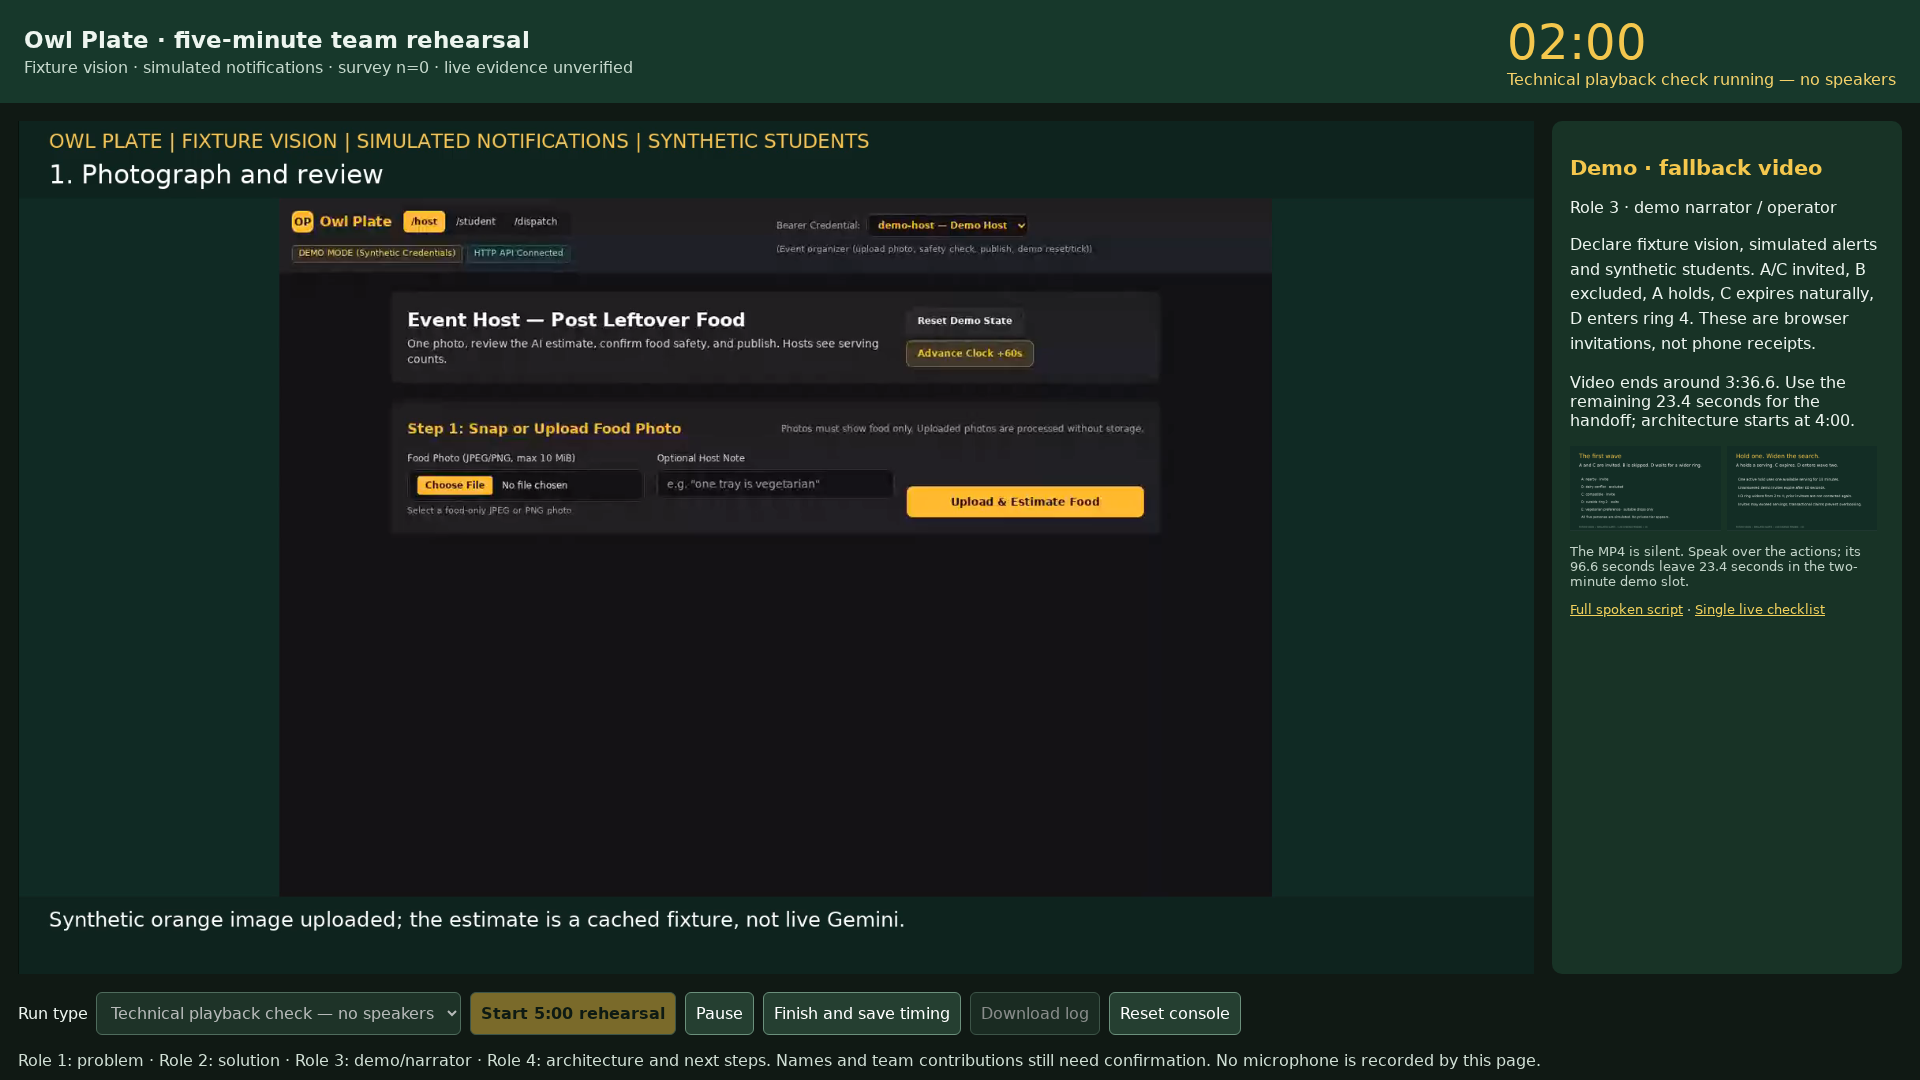 Owl Plate · five-minute team rehearsal
Fixture vision · simulated notifications · survey n=0 · live evidence unverified
02:00
Technical playback check running — no speakers
OWL PLATE | FIXTURE VISION | SIMULATED NOTIFICATIONS | SYNTHETIC STUDENTS
1. Photograph and review
OP Owl Plate /host /student /dispatch
Bearer Credential: demo-host — Demo Host
DEMO MODE (Synthetic Credentials) HTTP API Connected
(Event organizer (upload photo, safety check, publish, demo reset/tick))
Event Host — Post Leftover Food
One photo, review the AI estimate, confirm food safety, and publish. Hosts see serving
counts.
Reset Demo State
Advance Clock +60s
Step 1: Snap or Upload Food Photo
Photos must show food only. Uploaded photos are processed without storage.
Food Photo (JPEG/PNG, max 10 MiB)
Optional Host Note
Choose File No file chosen
e.g. "one tray is vegetarian"
Upload & Estimate Food
Select a food-only JPEG or PNG photo
Synthetic orange image uploaded; the estimate is a cached fixture, not live Gemini.
Demo · fallback video
Role 3 · demo narrator / operator
Declare fixture vision, simulated alerts
and synthetic students. A/C invited, B
excluded, A holds, C expires naturally,
D enters ring 4. These are browser
invitations, not phone receipts.
Video ends around 3:36.6. Use the
remaining 23.4 seconds for the
handoff; architecture starts at 4:00.
The first wave
A and C are invited. B is skipped. D waits for a wider ring.
Hold one. Widen the search.
A holds a serving. C expires. D enters wave two.
The MP4 is silent. Speak over the actions; its
96.6 seconds leave 23.4 seconds in the two-
minute demo slot.
Full spoken script · Single live checklist
Run type Technical playback check — no speakers Start 5:00 rehearsal Pause Finish and save timing Download log Reset console
Role 1: problem · Role 2: solution · Role 3: demo/narrator · Role 4: architecture and next steps. Names and team contributions still need confirmation. No microphone is recorded by this page.